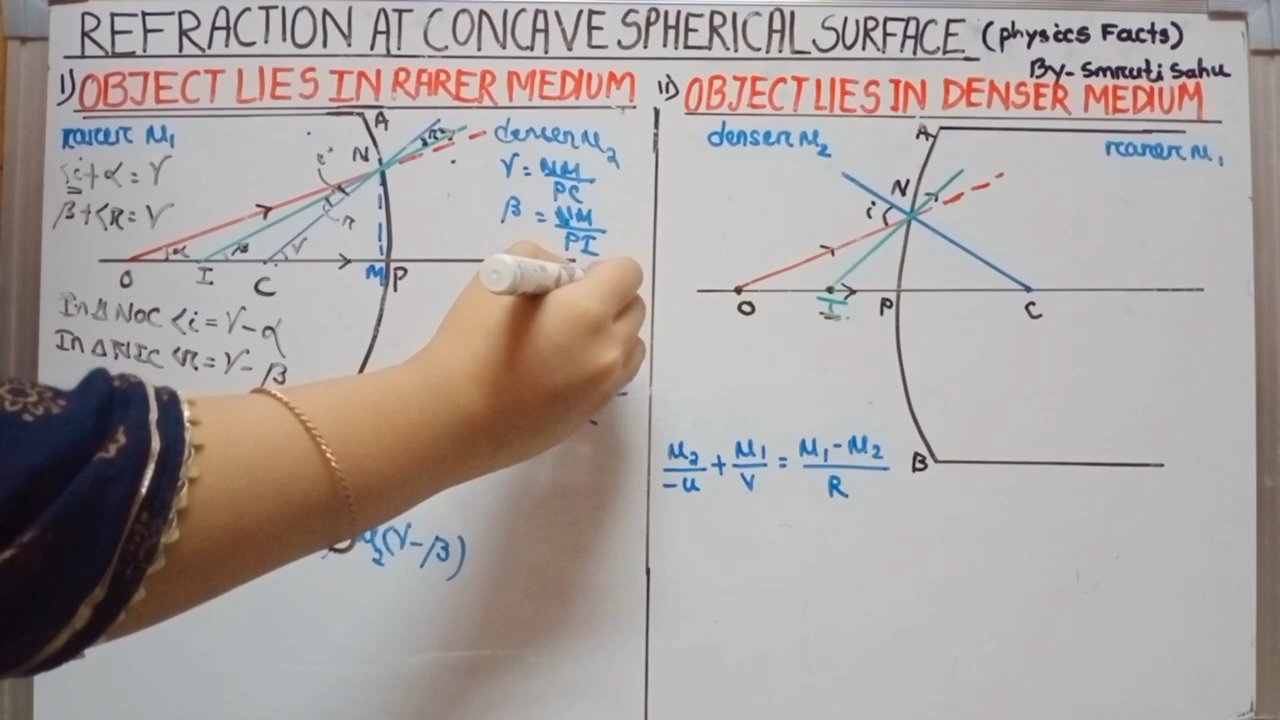 REFRACTION AT CONCAVE SPHERICAL SURFACE (physics Facts)
By- Smruti Sahu
i) OBJECT LIES IN RARER MEDIUM
rarer μ₁
<i+α = γ
β+<r = γ
denser μ₂
γ = NM/PC
β = NM/PI
A
N
i
r
α
β
γ
O
I
C
M
P
In Δ NOC <i = γ-α
In Δ NIC <r = γ-β
μ₂(γ-β)
ii) OBJECT LIES IN DENSER MEDIUM
denser μ₂
rarer μ₁
A
N
i
O
I
P
C
B
μ₂/-u + μ₁/v = μ₁-μ₂/R